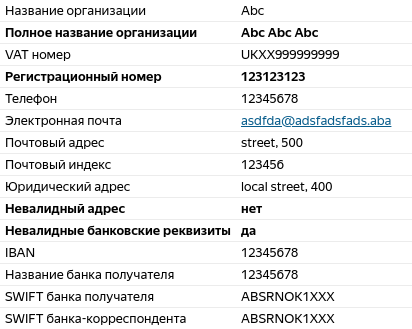 Название организации Abc
Полное название организации Abc Abc Abc
VAT номер UKXX999999999
Регистрационный номер 123123123
Телефон 12345678
Электронная почта asdfda@adsfadsfads.aba
Почтовый адрес street, 500
Почтовый индекс 123456
Юридический адрес local street, 400
Невалидный адрес нет
Невалидные банковские реквизиты да
IBAN 12345678
Название банка получателя 12345678
SWIFT банка получателя ABSRNOK1XXX
SWIFT банка-корреспондента ABSRNOK1XXX